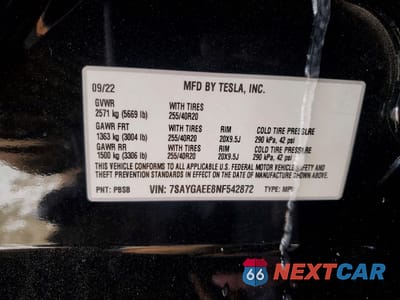 MFD BY TESLA, INC.
09/22
GVWR WITH TIRES
2571 kg (5669 lb) 255/40R20
GAWR FRT WITH TIRES RIM COLD TIRE PRESSURE
1363 kg (3004 lb) 255/40R20 20X9.5J 290 kPa, 42 psi
GAWR RR WITH TIRES RIM COLD TIRE PRESSURE
1500 kg (3306 lb) 255/40R20 20X9.5J 290 kPa, 42 psi
THIS VEHICLE CONFORMS TO ALL APPLICABLE U.S. FEDERAL MOTOR VEHICLE
SAFETY AND THEFT PREVENTION STANDARDS IN EFFECT ON THE DATE OF
MANUFACTURE SHOWN ABOVE.
PNT: PBSB VIN: 7SAYGAEE8NF542872 TYPE: MPV
66 NEXTCAR